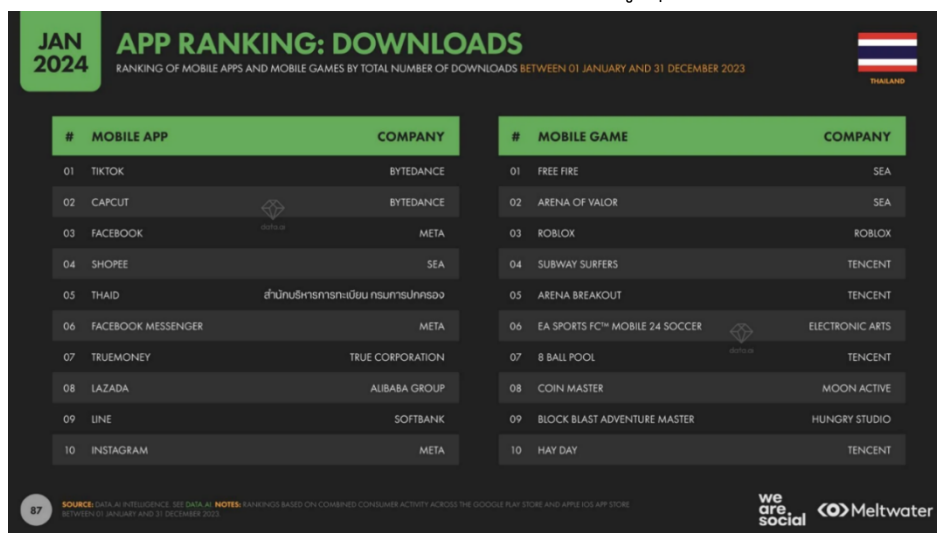 JAN
2024
APP RANKING: DOWNLOADS
RANKING OF MOBILE APPS AND MOBILE GAMES BY TOTAL NUMBER OF DOWNLOADS BETWEEN 01 JANUARY AND 31 DECEMBER 2023
THAILAND
# MOBILE APP COMPANY
01 TIKTOK BYTEDANCE
02 CAPCUT BYTEDANCE
03 FACEBOOK META
04 SHOPEE SEA
05 THAID สำนักบริหารการทะเบียน กรมการปกครอง
06 FACEBOOK MESSENGER META
07 TRUEMONEY TRUE CORPORATION
08 LAZADA ALIBABA GROUP
09 LINE SOFTBANK
10 INSTAGRAM META
data.ai
# MOBILE GAME COMPANY
01 FREE FIRE SEA
02 ARENA OF VALOR SEA
03 ROBLOX ROBLOX
04 SUBWAY SURFERS TENCENT
05 ARENA BREAKOUT TENCENT
06 EA SPORTS FC™ MOBILE 24 SOCCER ELECTRONIC ARTS
07 8 BALL POOL TENCENT
08 COIN MASTER MOON ACTIVE
09 BLOCK BLAST ADVENTURE MASTER HUNGRY STUDIO
10 HAY DAY TENCENT
data.ai
87
SOURCE: DATA.AI INTELLIGENCE. SEE DATA.AI. NOTES: RANKINGS BASED ON COMBINED CONSUMER ACTIVITY ACROSS THE GOOGLE PLAY STORE AND APPLE IOS APP STORE
BETWEEN 01 JANUARY AND 31 DECEMBER 2023.
we
are.
social
Meltwater